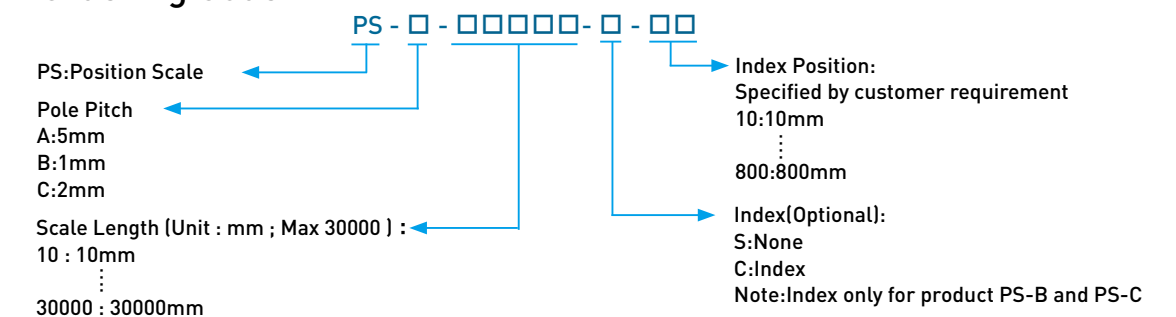 PS - □ - □□□□□ - □ - □□
PS:Position Scale
Pole Pitch
A:5mm
B:1mm
C:2mm
Scale Length (Unit : mm ; Max 30000 ) :
10 : 10mm
⋮
30000 : 30000mm
Index Position:
Specified by customer requirement
10:10mm
⋮
800:800mm
Index(Optional):
S:None
C:Index
Note:Index only for product PS-B and PS-C